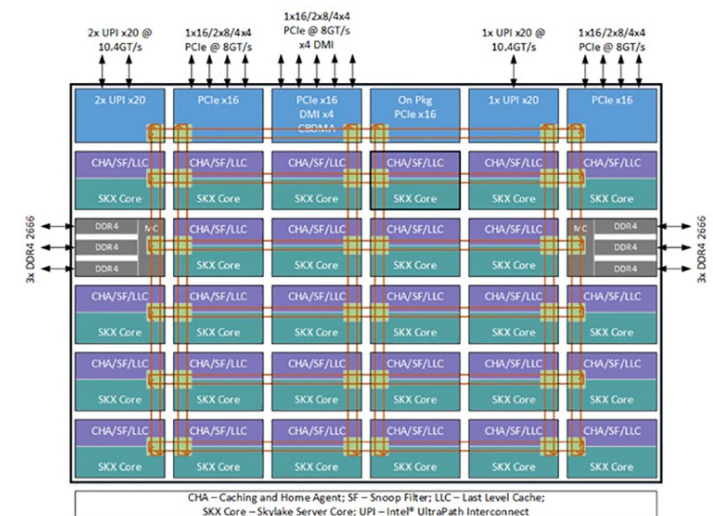 2x UPI x20 @
10.4GT/s
1x16/2x8/4x4
PCIe @ 8GT/s
1x16/2x8/4x4
PCIe @ 8GT/s
x4 DMI
1x UPI x20 @
10.4GT/s
1x16/2x8/4x4
PCIe @ 8GT/s
2x UPI x20
PCIe x16
PCIe x16
DMI x4
CBDMA
On Pkg
PCIe x16
1x UPI x20
PCIe x16
CHA/SF/LLC
CHA/SF/LLC
CHA/SF/LLC
CHA/SF/LLC
CHA/SF/LLC
CHA/SF/LLC
SKX Core
SKX Core
SKX Core
SKX Core
SKX Core
SKX Core
3x DDR4 2666
DDR4
DDR4
DDR4
MC
CHA/SF/LLC
CHA/SF/LLC
CHA/SF/LLC
CHA/SF/LLC
SKX Core
SKX Core
SKX Core
SKX Core
MC
DDR4
DDR4
DDR4
3x DDR4 2666
CHA/SF/LLC
CHA/SF/LLC
CHA/SF/LLC
CHA/SF/LLC
CHA/SF/LLC
CHA/SF/LLC
SKX Core
SKX Core
SKX Core
SKX Core
SKX Core
SKX Core
CHA/SF/LLC
CHA/SF/LLC
CHA/SF/LLC
CHA/SF/LLC
CHA/SF/LLC
CHA/SF/LLC
SKX Core
SKX Core
SKX Core
SKX Core
SKX Core
SKX Core
CHA/SF/LLC
CHA/SF/LLC
CHA/SF/LLC
CHA/SF/LLC
CHA/SF/LLC
CHA/SF/LLC
SKX Core
SKX Core
SKX Core
SKX Core
SKX Core
SKX Core
CHA – Caching and Home Agent; SF – Snoop Filter; LLC – Last Level Cache;
SKX Core – Skylake Server Core; UPI – Intel® UltraPath Interconnect